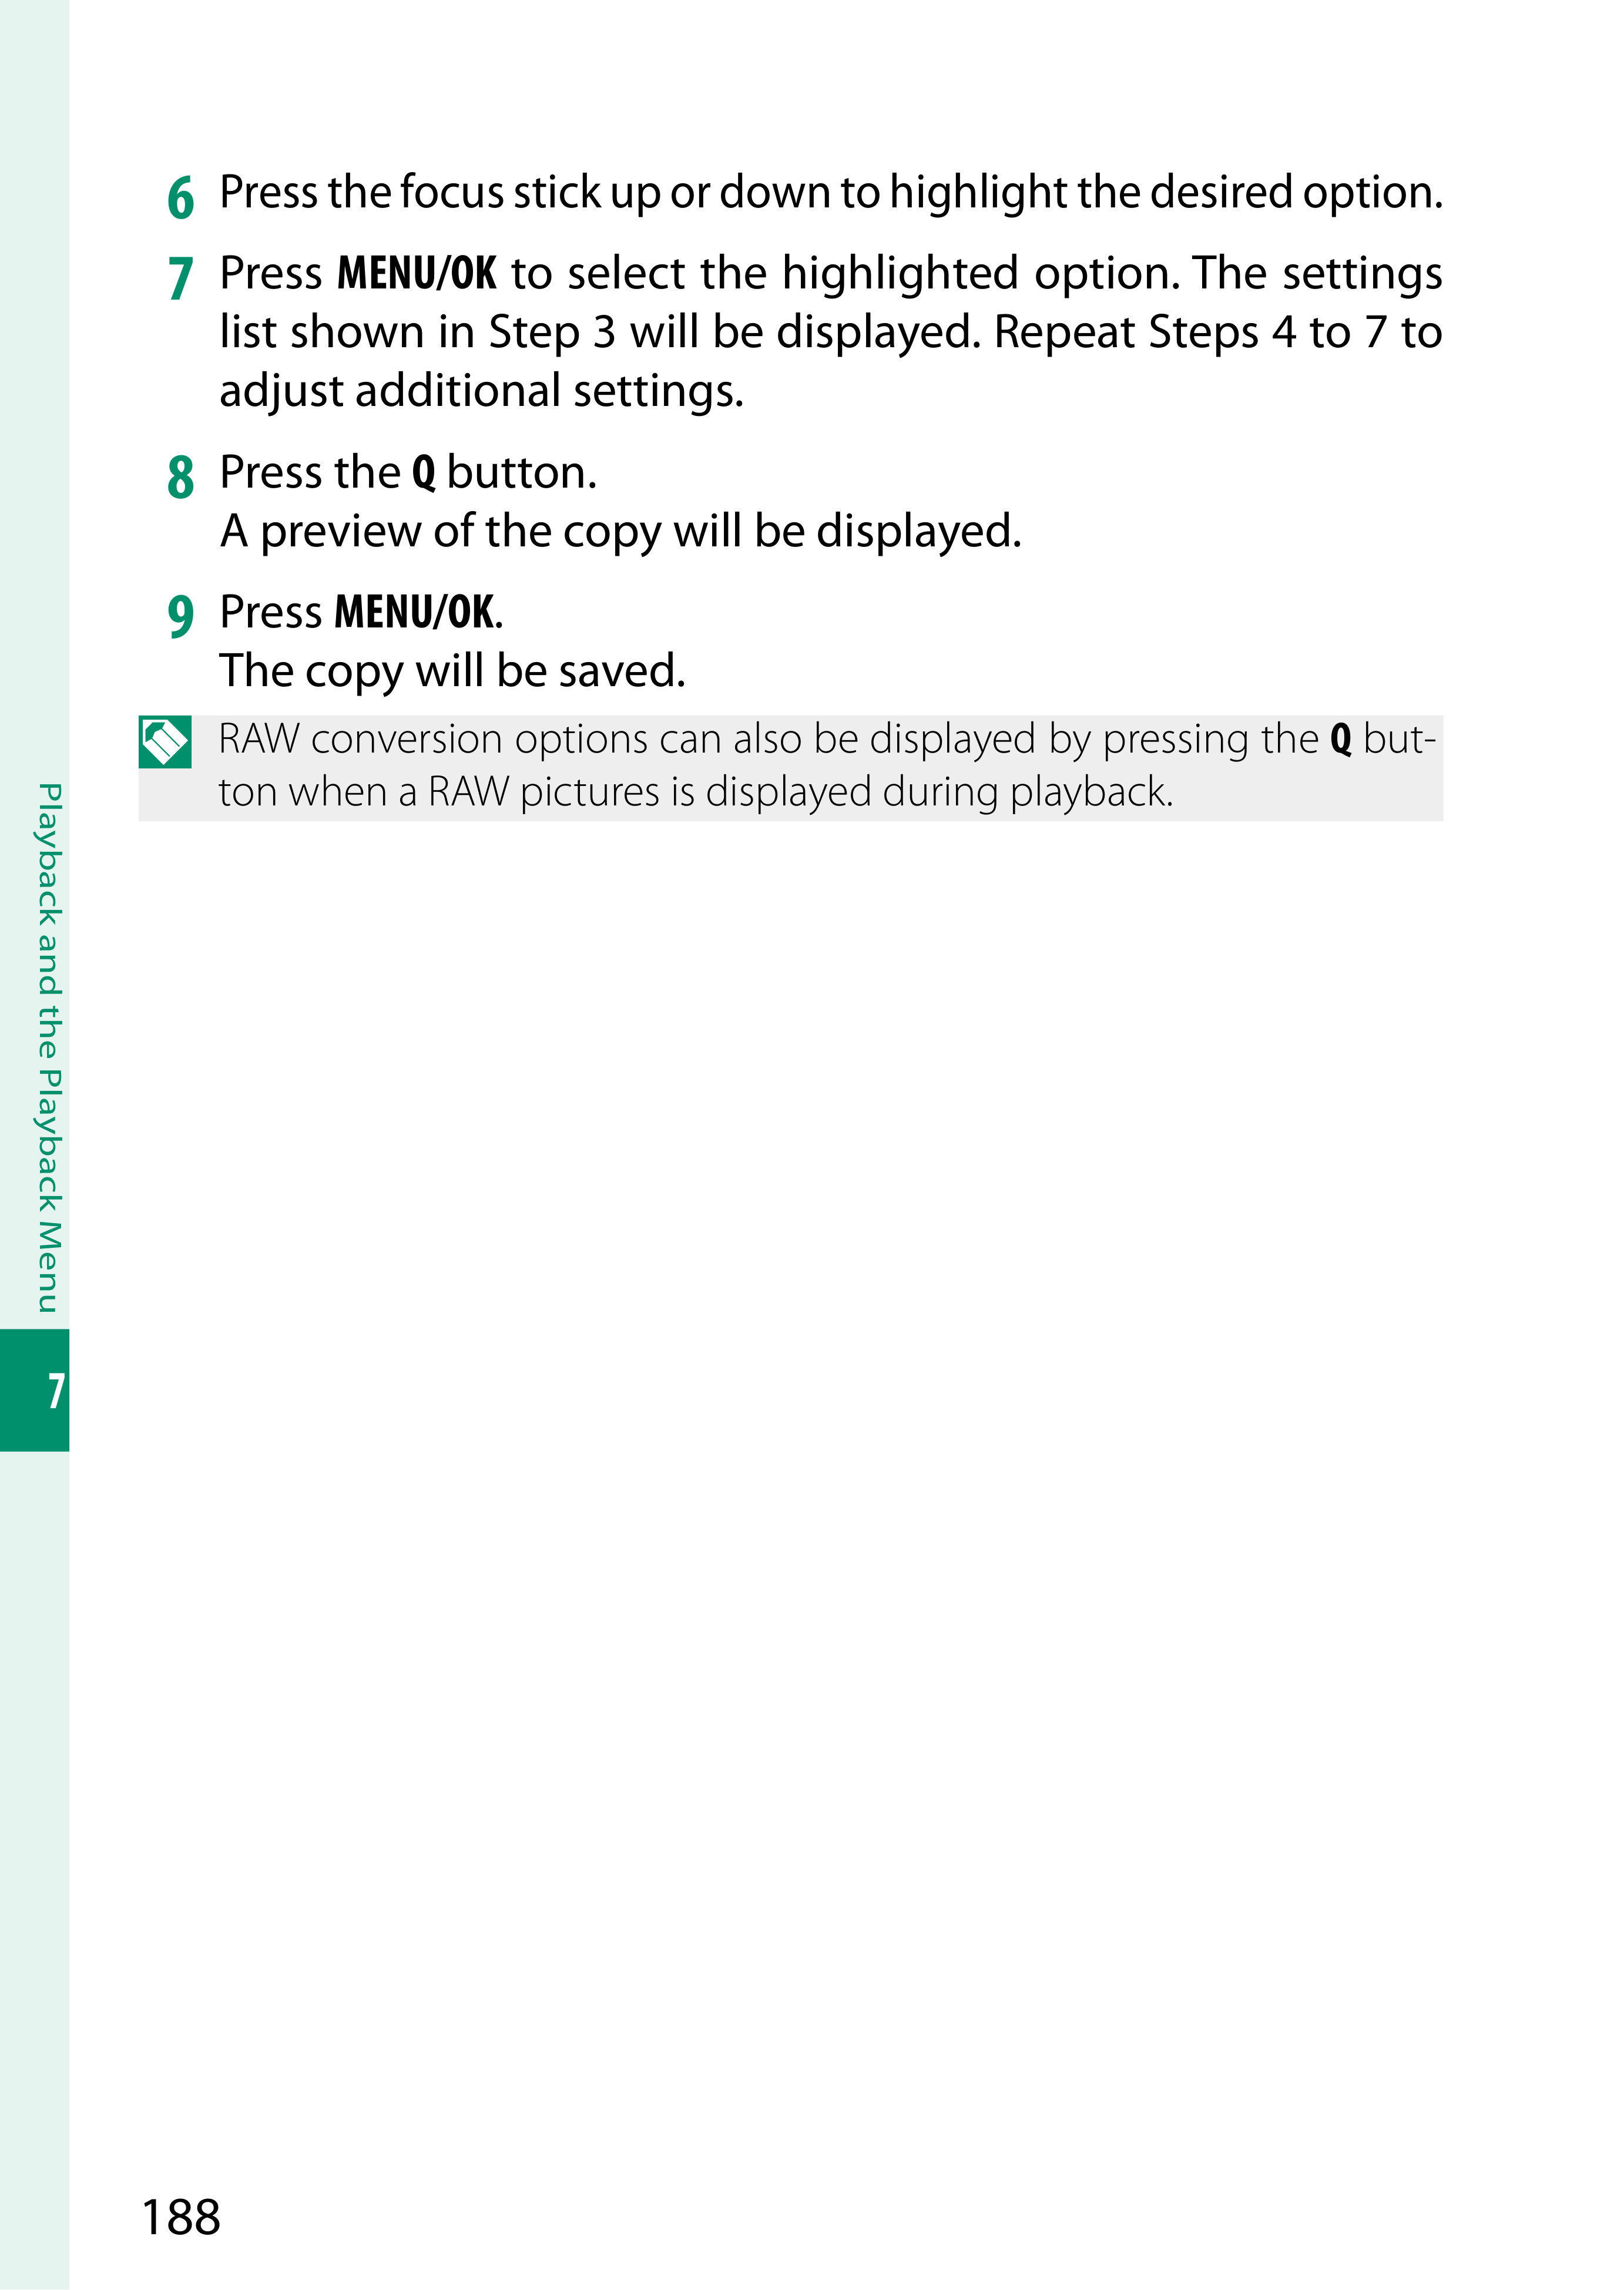 6 Press the focus stick up or down to highlight the desired option.
7 Press MENU/OK to select the highlighted option. The settings
list shown in Step 3 will be displayed. Repeat Steps 4 to 7 to
adjust additional settings.
8 Press the Q button.
A preview of the copy will be displayed.
9 Press MENU/OK.
The copy will be saved.
RAW conversion options can also be displayed by pressing the Q but-
ton when a RAW pictures is displayed during playback.
Playback and the Playback Menu
7
188